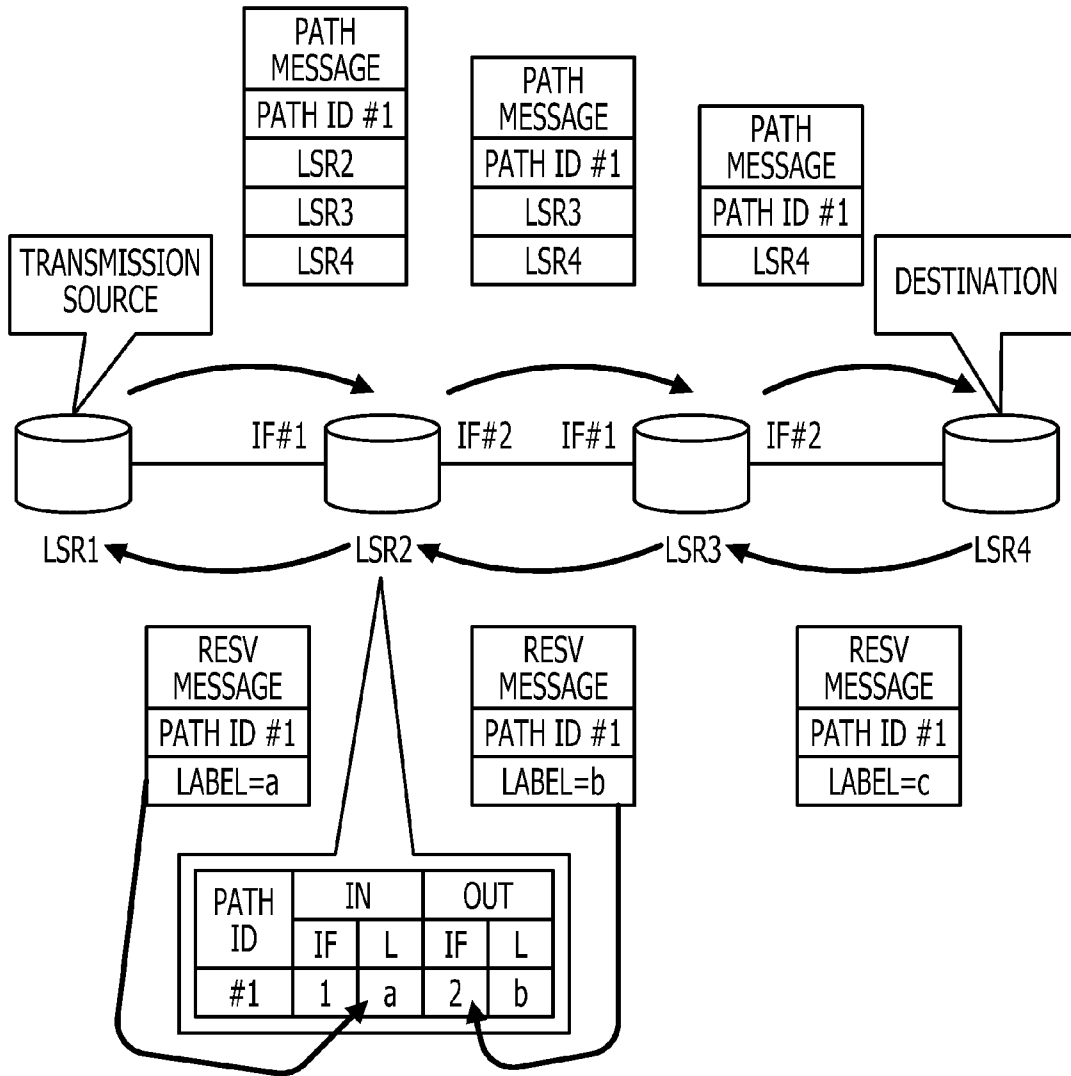 PATH
MESSAGE
PATH ID #1
LSR2
LSR3
LSR4
PATH
MESSAGE
PATH ID #1
LSR3
LSR4
PATH
MESSAGE
PATH ID #1
LSR4
TRANSMISSION
SOURCE
DESTINATION
IF#1 IF#2 IF#1 IF#2
LSR1 LSR2 LSR3 LSR4
RESV
MESSAGE
PATH ID #1
LABEL=a
RESV
MESSAGE
PATH ID #1
LABEL=b
RESV
MESSAGE
PATH ID #1
LABEL=c
PATH
ID
IN OUT
IF L IF L
#1 1 a 2 b